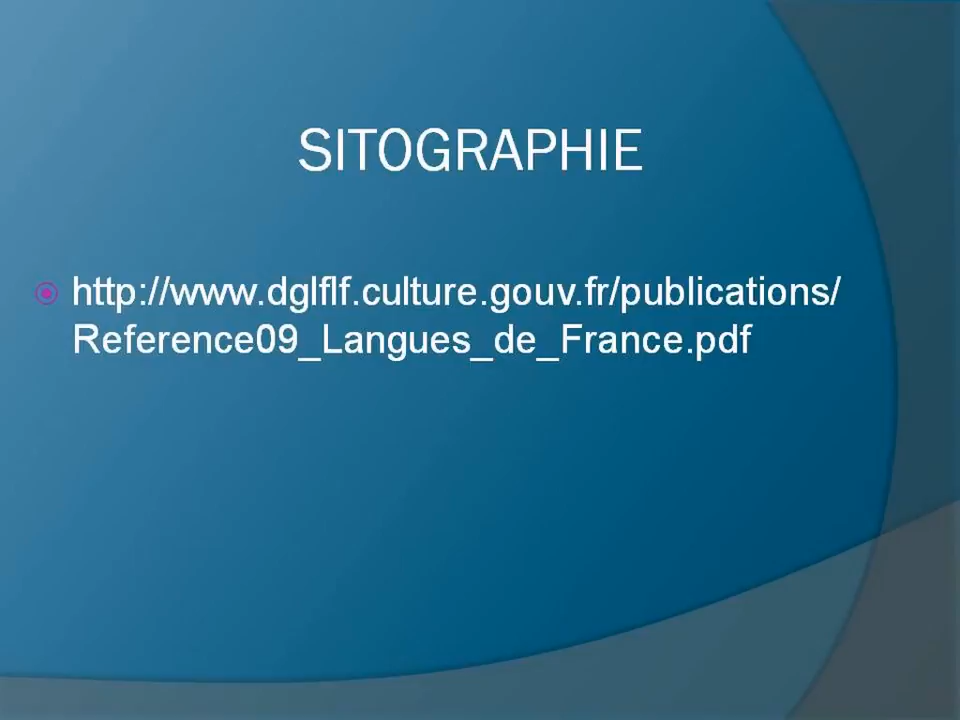 SITOGRAPHIE
http://www.dglflf.culture.gouv.fr/publications/
Reference09_Langues_de_France.pdf